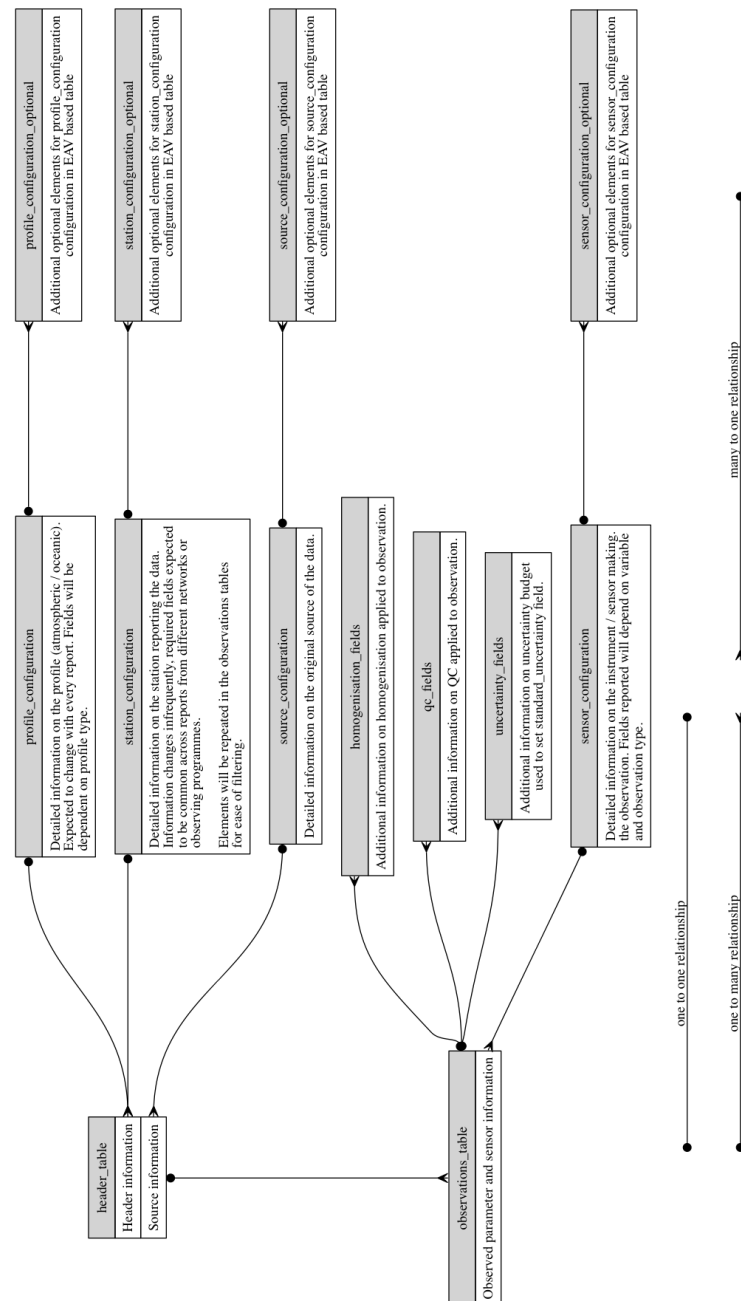 header_table
Header information
Source information
observations_table
Observed parameter and sensor information
profile_configuration
Detailed information on the profile (atmospheric / oceanic).
Expected to change with every report. Fields will be
dependent on profile type.
station_configuration
Detailed information on the station reporting the data.
Information changes infrequently, required fields expected
to be common across reports from different networks or
observing programmes.
Elements will be repeated in the observations tables
for ease of filtering.
source_configuration
Detailed information on the original source of the data.
homogenisation_fields
Additional information on homogenisation applied to observation.
qc_fields
Additional information on QC applied to observation.
uncertainty_fields
Additional information on uncertainty budget
used to set standard_uncertainty field.
sensor_configuration
Detailed information on the instrument / sensor making.
the observation. Fields reported will depend on variable
and observation type.
profile_configuration_optional
Additional optional elements for profile_configuration
configuration in EAV based table
station_configuration_optional
Additional optional elements for station_configuration
configuration in EAV based table
source_configuration_optional
Additional optional elements for source_configuration
configuration in EAV based table
sensor_configuration_optional
Additional optional elements for sensor_configuration
configuration in EAV based table
one to one relationship
one to many relationship
many to one relationship